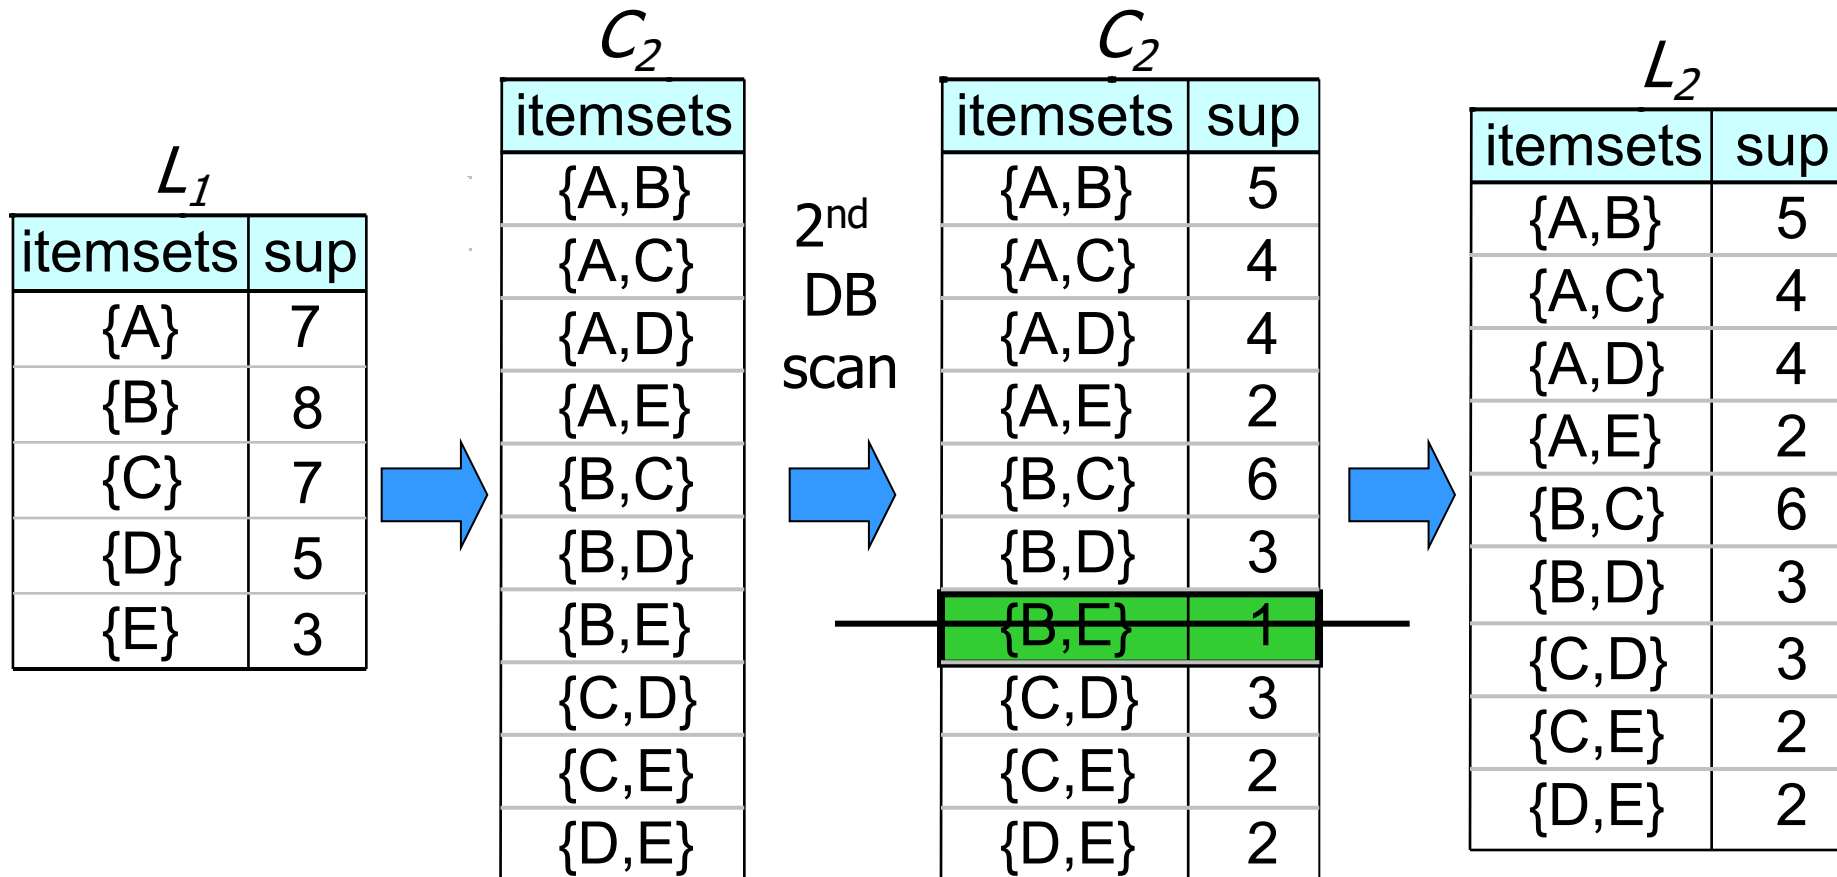 L1
itemsets sup
{A} 7
{B} 8
{C} 7
{D} 5
{E} 3
C2
itemsets
{A,B}
{A,C}
{A,D}
{A,E}
{B,C}
{B,D}
{B,E}
{C,D}
{C,E}
{D,E}
2nd
DB
scan
C2
itemsets sup
{A,B} 5
{A,C} 4
{A,D} 4
{A,E} 2
{B,C} 6
{B,D} 3
{B,E} 1
{C,D} 3
{C,E} 2
{D,E} 2
L2
itemsets sup
{A,B} 5
{A,C} 4
{A,D} 4
{A,E} 2
{B,C} 6
{B,D} 3
{C,D} 3
{C,E} 2
{D,E} 2